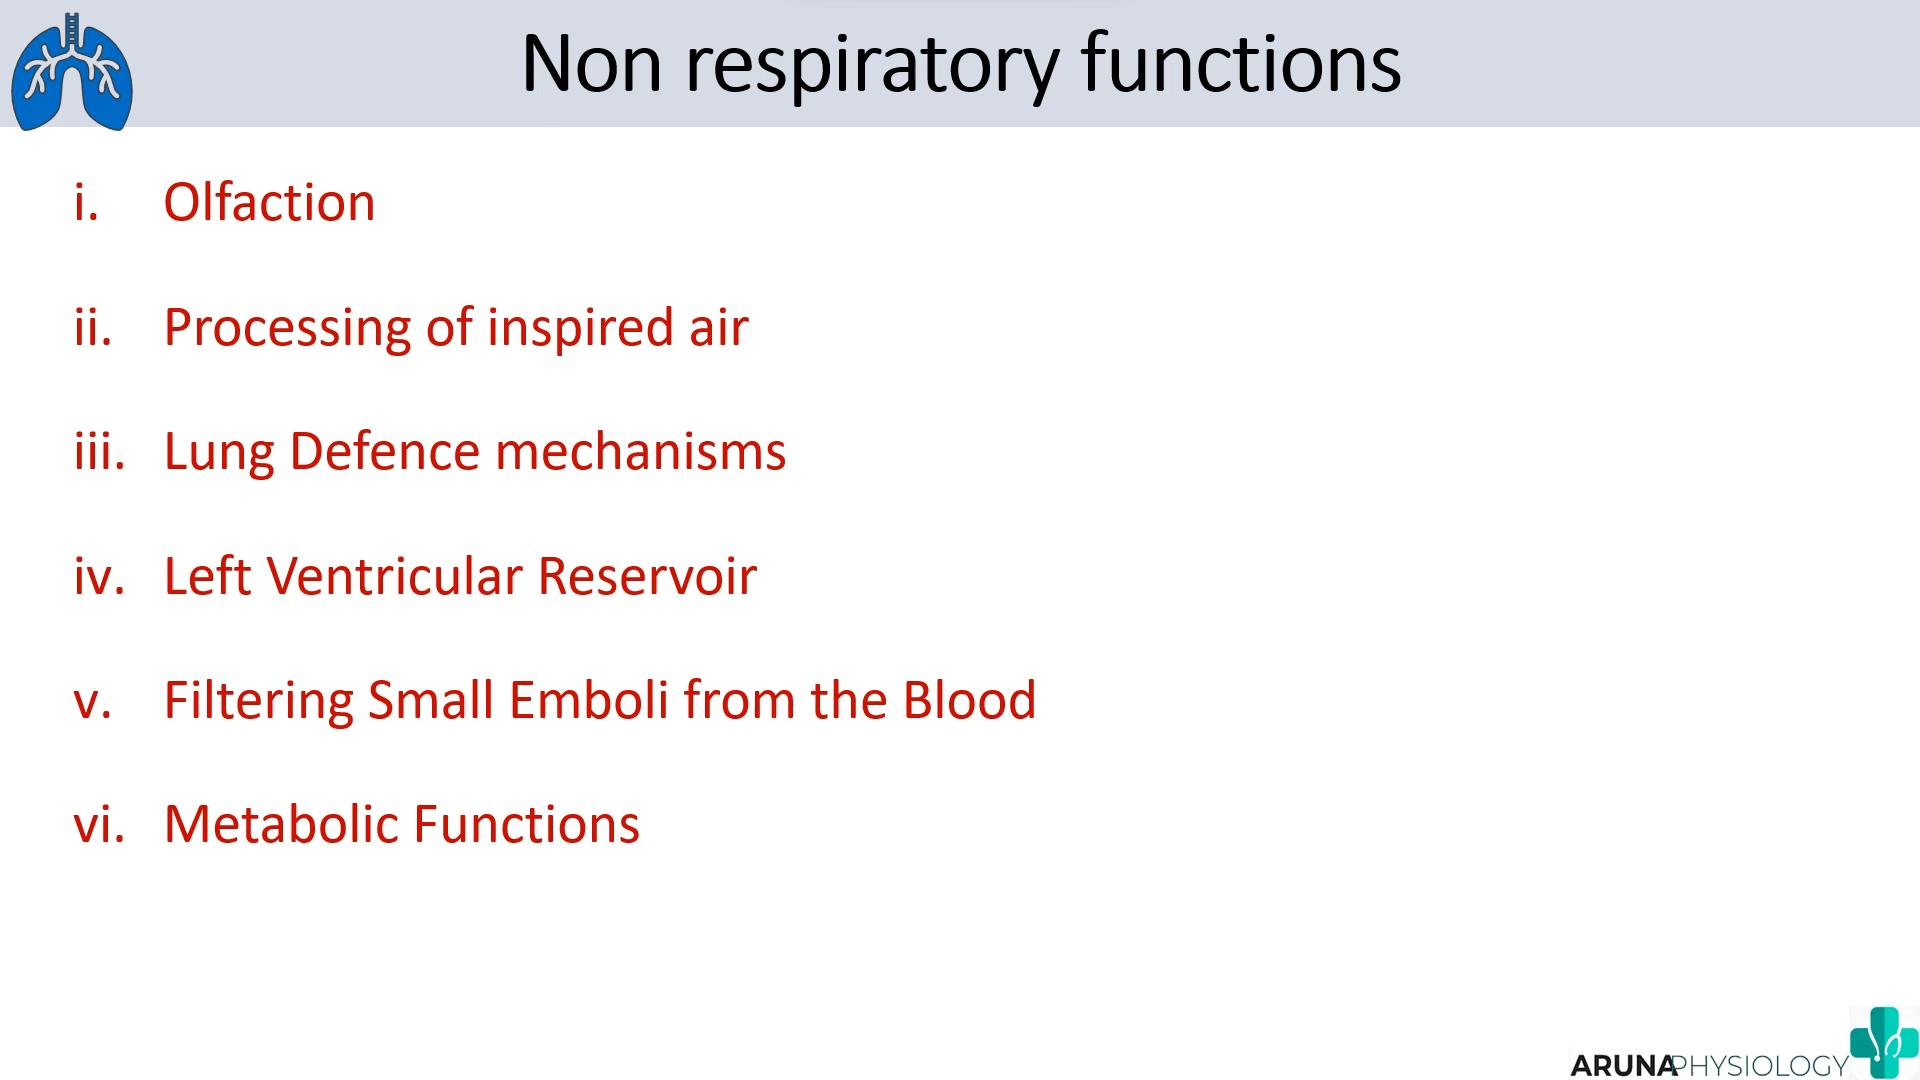 Non respiratory functions
i. Olfaction
ii. Processing of inspired air
iii. Lung Defence mechanisms
iv. Left Ventricular Reservoir
v. Filtering Small Emboli from the Blood
vi. Metabolic Functions
ARUNAPHYSIOLOGY